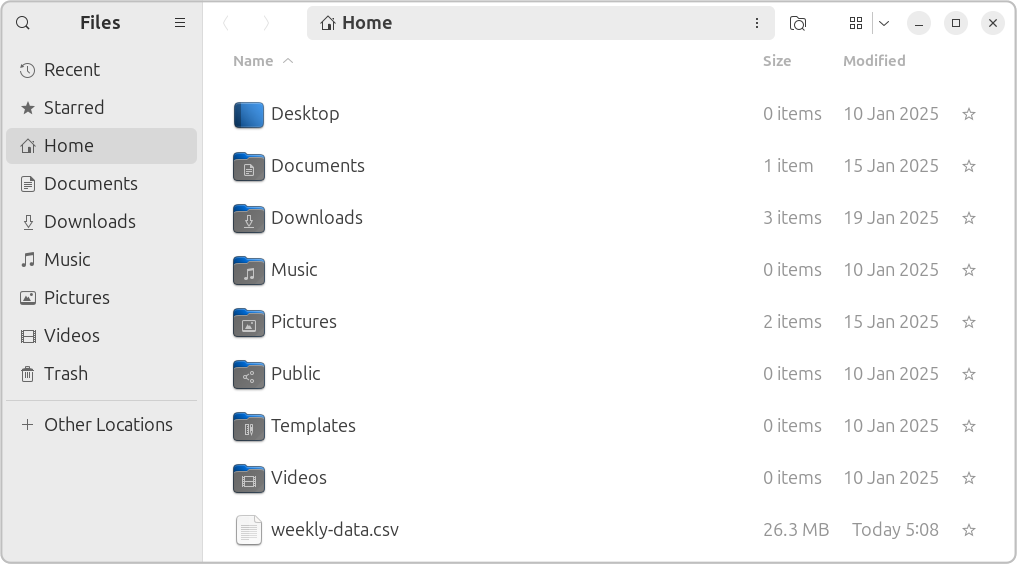 Files
Home
Recent
Starred
Home
Documents
Downloads
Music
Pictures
Videos
Trash
Other Locations
Name Size Modified
Desktop 0 items 10 Jan 2025
Documents 1 item 15 Jan 2025
Downloads 3 items 19 Jan 2025
Music 0 items 10 Jan 2025
Pictures 2 items 15 Jan 2025
Public 0 items 10 Jan 2025
Templates 0 items 10 Jan 2025
Videos 0 items 10 Jan 2025
weekly-data.csv 26.3 MB Today 5:08